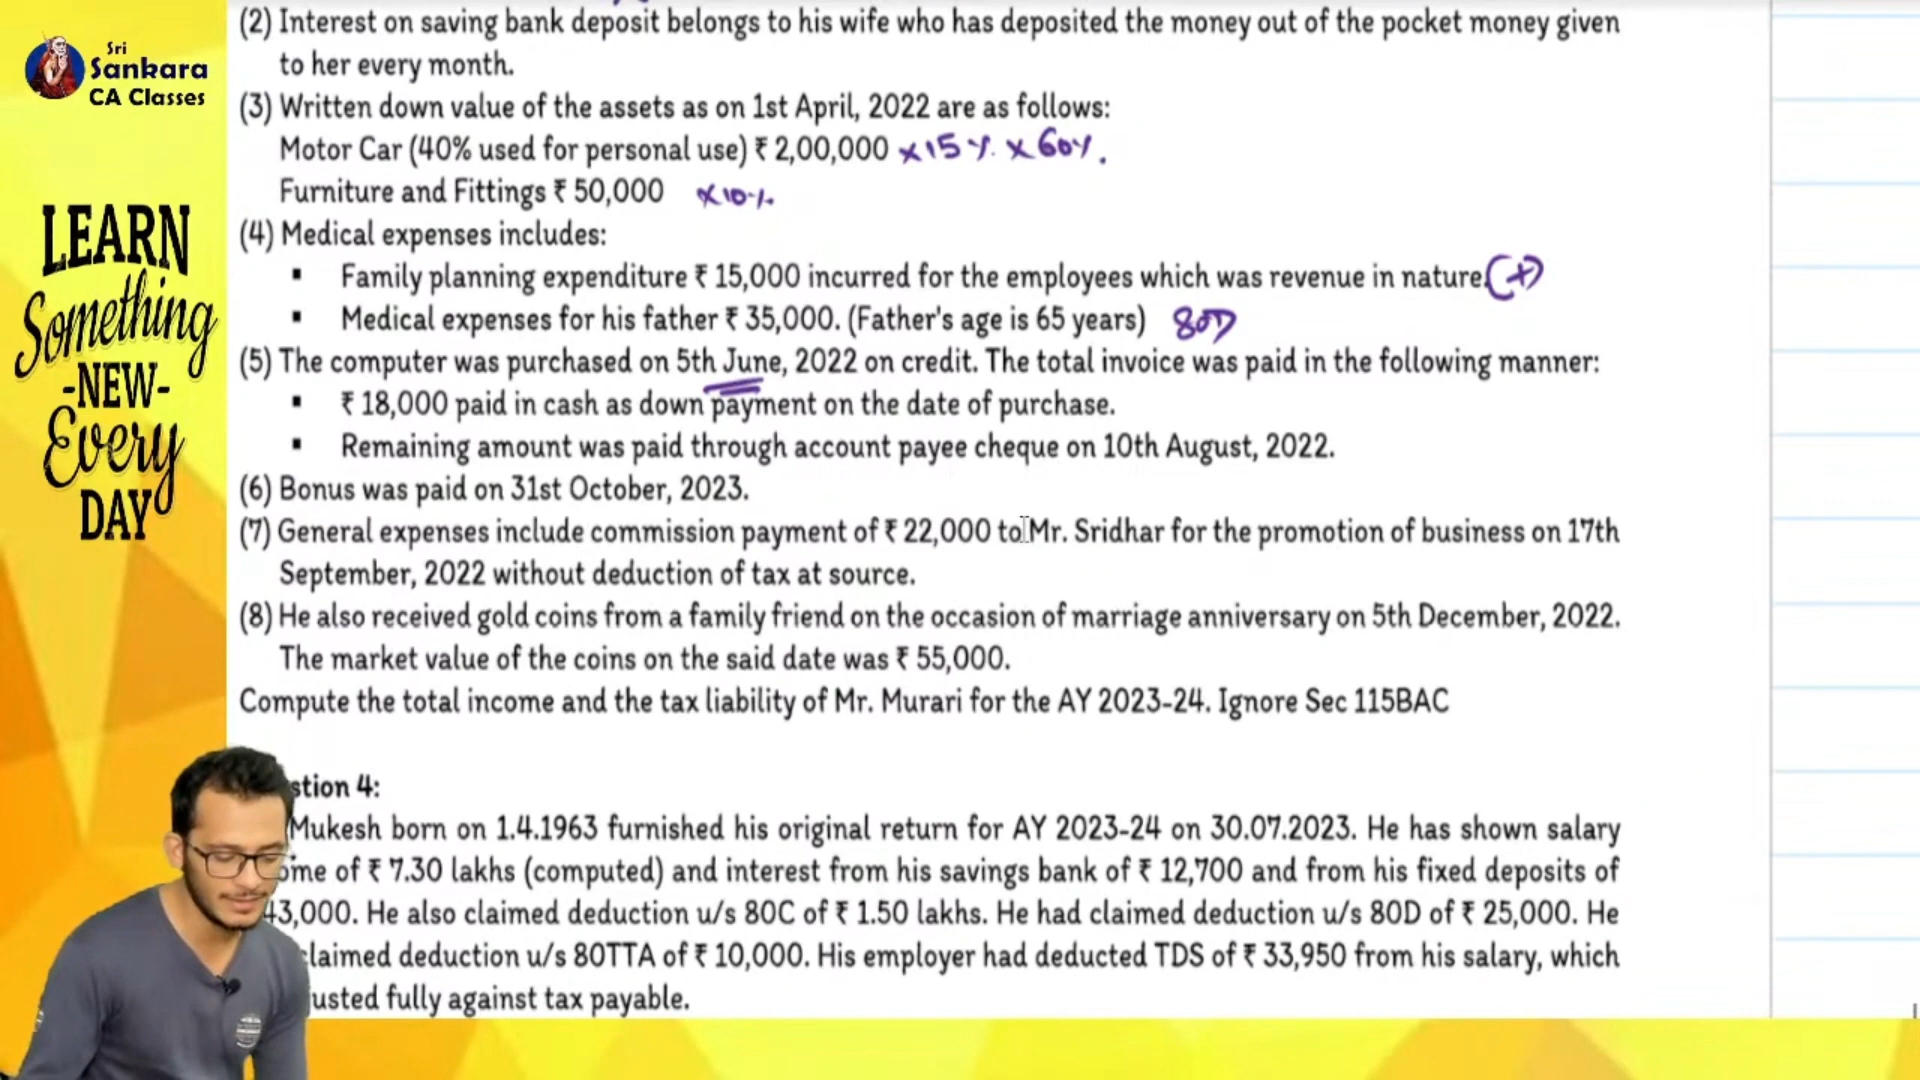 Sri
Sankara
CA Classes
LEARN
Something
-NEW-
Every
DAY
(2) Interest on saving bank deposit belongs to his wife who has deposited the money out of the pocket money given
to her every month.
(3) Written down value of the assets as on 1st April, 2022 are as follows:
Motor Car (40% used for personal use) ₹ 2,00,000 x 15% x 60%.
Furniture and Fittings ₹ 50,000 x10%
(4) Medical expenses includes:
▪ Family planning expenditure ₹ 15,000 incurred for the employees which was revenue in nature. (+)
▪ Medical expenses for his father ₹ 35,000. (Father's age is 65 years) 80D
(5) The computer was purchased on 5th June, 2022 on credit. The total invoice was paid in the following manner:
▪ ₹ 18,000 paid in cash as down payment on the date of purchase.
▪ Remaining amount was paid through account payee cheque on 10th August, 2022.
(6) Bonus was paid on 31st October, 2023.
(7) General expenses include commission payment of ₹ 22,000 to Mr. Sridhar for the promotion of business on 17th
September, 2022 without deduction of tax at source.
(8) He also received gold coins from a family friend on the occasion of marriage anniversary on 5th December, 2022.
The market value of the coins on the said date was ₹ 55,000.
Compute the total income and the tax liability of Mr. Murari for the AY 2023-24. Ignore Sec 115BAC
stion 4:
Mukesh born on 1.4.1963 furnished his original return for AY 2023-24 on 30.07.2023. He has shown salary
ome of ₹ 7.30 lakhs (computed) and interest from his savings bank of ₹ 12,700 and from his fixed deposits of
43,000. He also claimed deduction u/s 80C of ₹ 1.50 lakhs. He had claimed deduction u/s 80D of ₹ 25,000. He
claimed deduction u/s 80TTA of ₹ 10,000. His employer had deducted TDS of ₹ 33,950 from his salary, which
justed fully against tax payable.